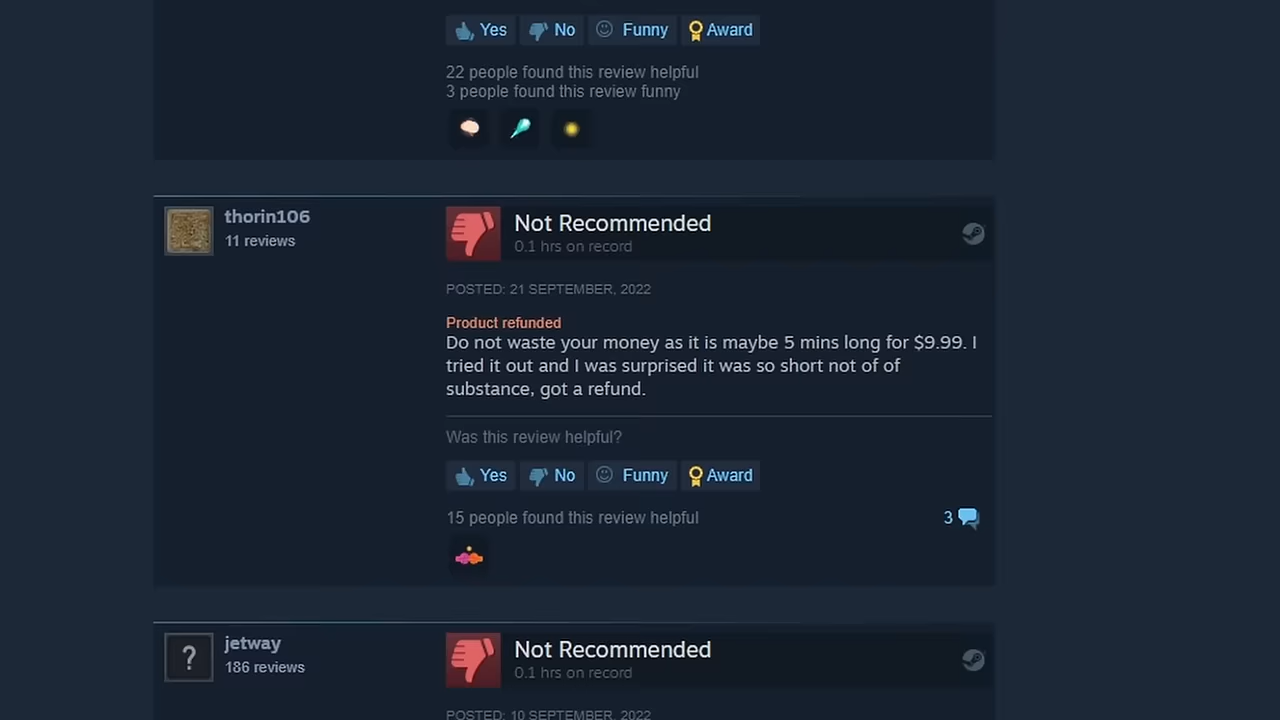 Yes No Funny Award
22 people found this review helpful
3 people found this review funny
thorin106
11 reviews
Not Recommended
0.1 hrs on record
POSTED: 21 SEPTEMBER, 2022
Product refunded
Do not waste your money as it is maybe 5 mins long for $9.99. I
tried it out and I was surprised it was so short not of of
substance, got a refund.
Was this review helpful?
Yes No Funny Award
15 people found this review helpful
3
jetway
186 reviews
?
Not Recommended
0.1 hrs on record
POSTED: 10 SEPTEMBER, 2022